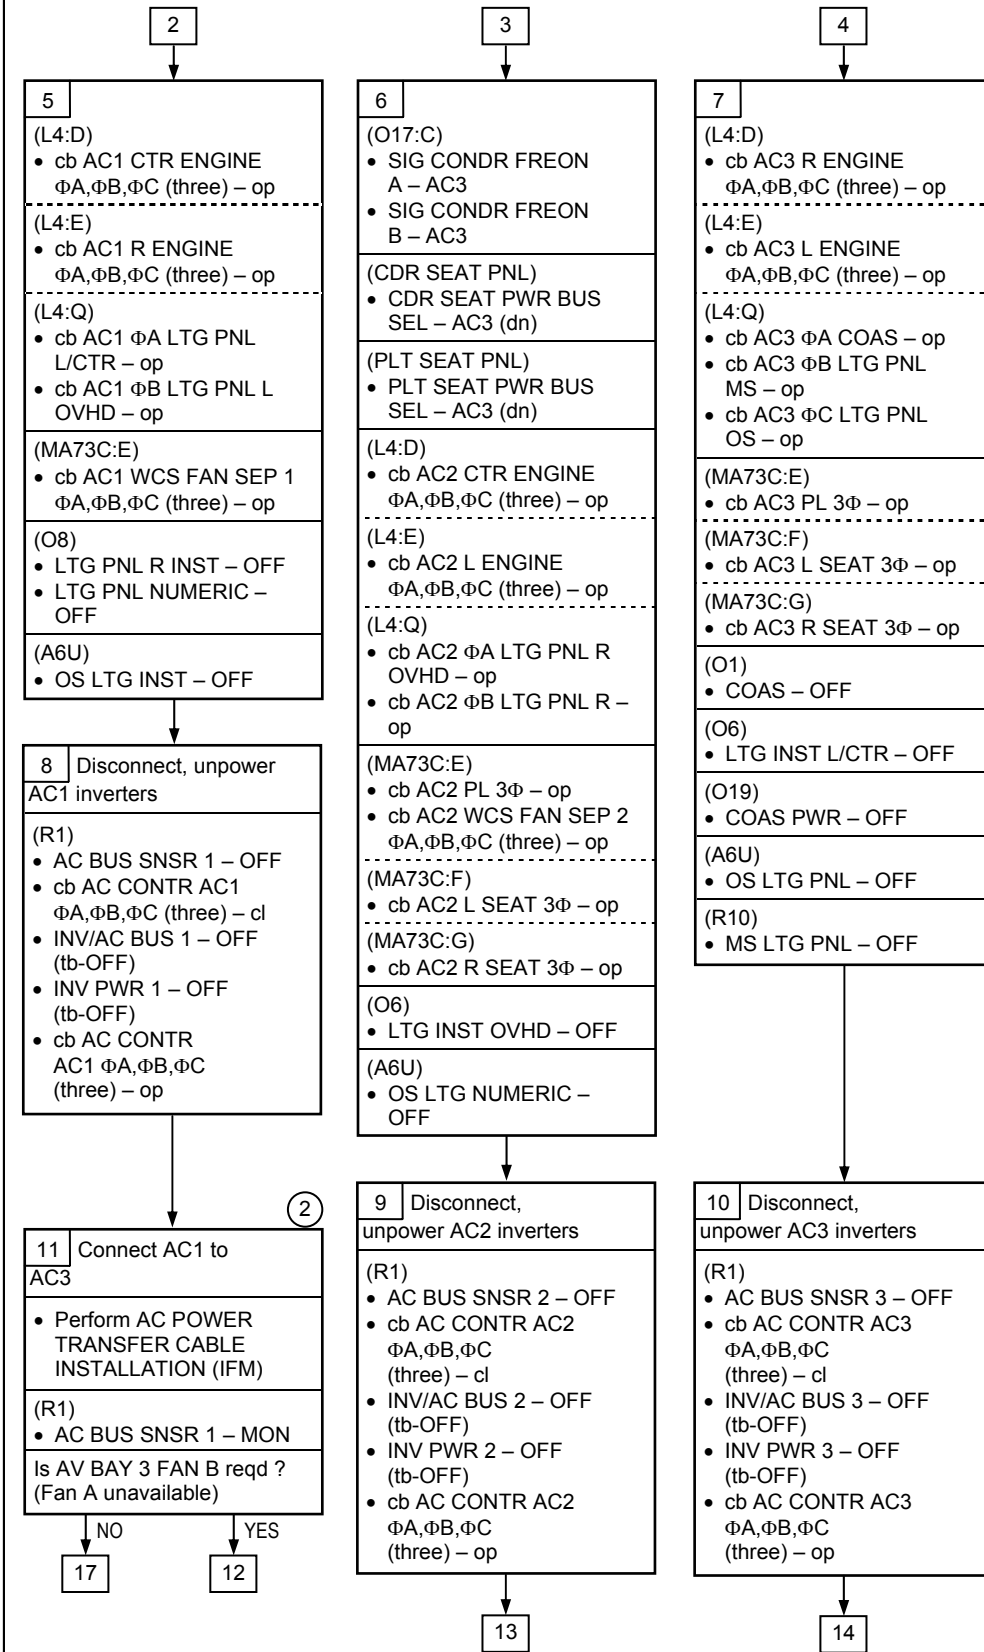 2
5
(L4:D)
• cb AC1 CTR ENGINE
ΦA,ΦB,ΦC (three) – op
(L4:E)
• cb AC1 R ENGINE
ΦA,ΦB,ΦC (three) – op
(L4:Q)
• cb AC1 ΦA LTG PNL
L/CTR – op
• cb AC1 ΦB LTG PNL L
OVHD – op
(MA73C:E)
• cb AC1 WCS FAN SEP 1
ΦA,ΦB,ΦC (three) – op
(O8)
• LTG PNL R INST – OFF
• LTG PNL NUMERIC –
OFF
(A6U)
• OS LTG INST – OFF
8 Disconnect, unpower
AC1 inverters
(R1)
• AC BUS SNSR 1 – OFF
• cb AC CONTR AC1
ΦA,ΦB,ΦC (three) – cl
• INV/AC BUS 1 – OFF
(tb-OFF)
• INV PWR 1 – OFF
(tb-OFF)
• cb AC CONTR
AC1 ΦA,ΦB,ΦC
(three) – op
2
11 Connect AC1 to
AC3
• Perform AC POWER
TRANSFER CABLE
INSTALLATION (IFM)
(R1)
• AC BUS SNSR 1 – MON
Is AV BAY 3 FAN B reqd ?
(Fan A unavailable)
NO YES
17 12
3
6
(O17:C)
• SIG CONDR FREON
A – AC3
• SIG CONDR FREON
B – AC3
(CDR SEAT PNL)
• CDR SEAT PWR BUS
SEL – AC3 (dn)
(PLT SEAT PNL)
• PLT SEAT PWR BUS
SEL – AC3 (dn)
(L4:D)
• cb AC2 CTR ENGINE
ΦA,ΦB,ΦC (three) – op
(L4:E)
• cb AC2 L ENGINE
ΦA,ΦB,ΦC (three) – op
(L4:Q)
• cb AC2 ΦA LTG PNL R
OVHD – op
• cb AC2 ΦB LTG PNL R –
op
(MA73C:E)
• cb AC2 PL 3Φ – op
• cb AC2 WCS FAN SEP 2
ΦA,ΦB,ΦC (three) – op
(MA73C:F)
• cb AC2 L SEAT 3Φ – op
(MA73C:G)
• cb AC2 R SEAT 3Φ – op
(O6)
• LTG INST OVHD – OFF
(A6U)
• OS LTG NUMERIC –
OFF
9 Disconnect,
unpower AC2 inverters
(R1)
• AC BUS SNSR 2 – OFF
• cb AC CONTR AC2
ΦA,ΦB,ΦC
(three) – cl
• INV/AC BUS 2 – OFF
(tb-OFF)
• INV PWR 2 – OFF
(tb-OFF)
• cb AC CONTR AC2
ΦA,ΦB,ΦC
(three) – op
13
4
7
(L4:D)
• cb AC3 R ENGINE
ΦA,ΦB,ΦC (three) – op
(L4:E)
• cb AC3 L ENGINE
ΦA,ΦB,ΦC (three) – op
(L4:Q)
• cb AC3 ΦA COAS – op
• cb AC3 ΦB LTG PNL
MS – op
• cb AC3 ΦC LTG PNL
OS – op
(MA73C:E)
• cb AC3 PL 3Φ – op
(MA73C:F)
• cb AC3 L SEAT 3Φ – op
(MA73C:G)
• cb AC3 R SEAT 3Φ – op
(O1)
• COAS – OFF
(O6)
• LTG INST L/CTR – OFF
(O19)
• COAS PWR – OFF
(A6U)
• OS LTG PNL – OFF
(R10)
• MS LTG PNL – OFF
10 Disconnect,
unpower AC3 inverters
(R1)
• AC BUS SNSR 3 – OFF
• cb AC CONTR AC3
ΦA,ΦB,ΦC
(three) – cl
• INV/AC BUS 3 – OFF
(tb-OFF)
• INV PWR 3 – OFF
(tb-OFF)
• cb AC CONTR AC3
ΦA,ΦB,ΦC
(three) – op
14